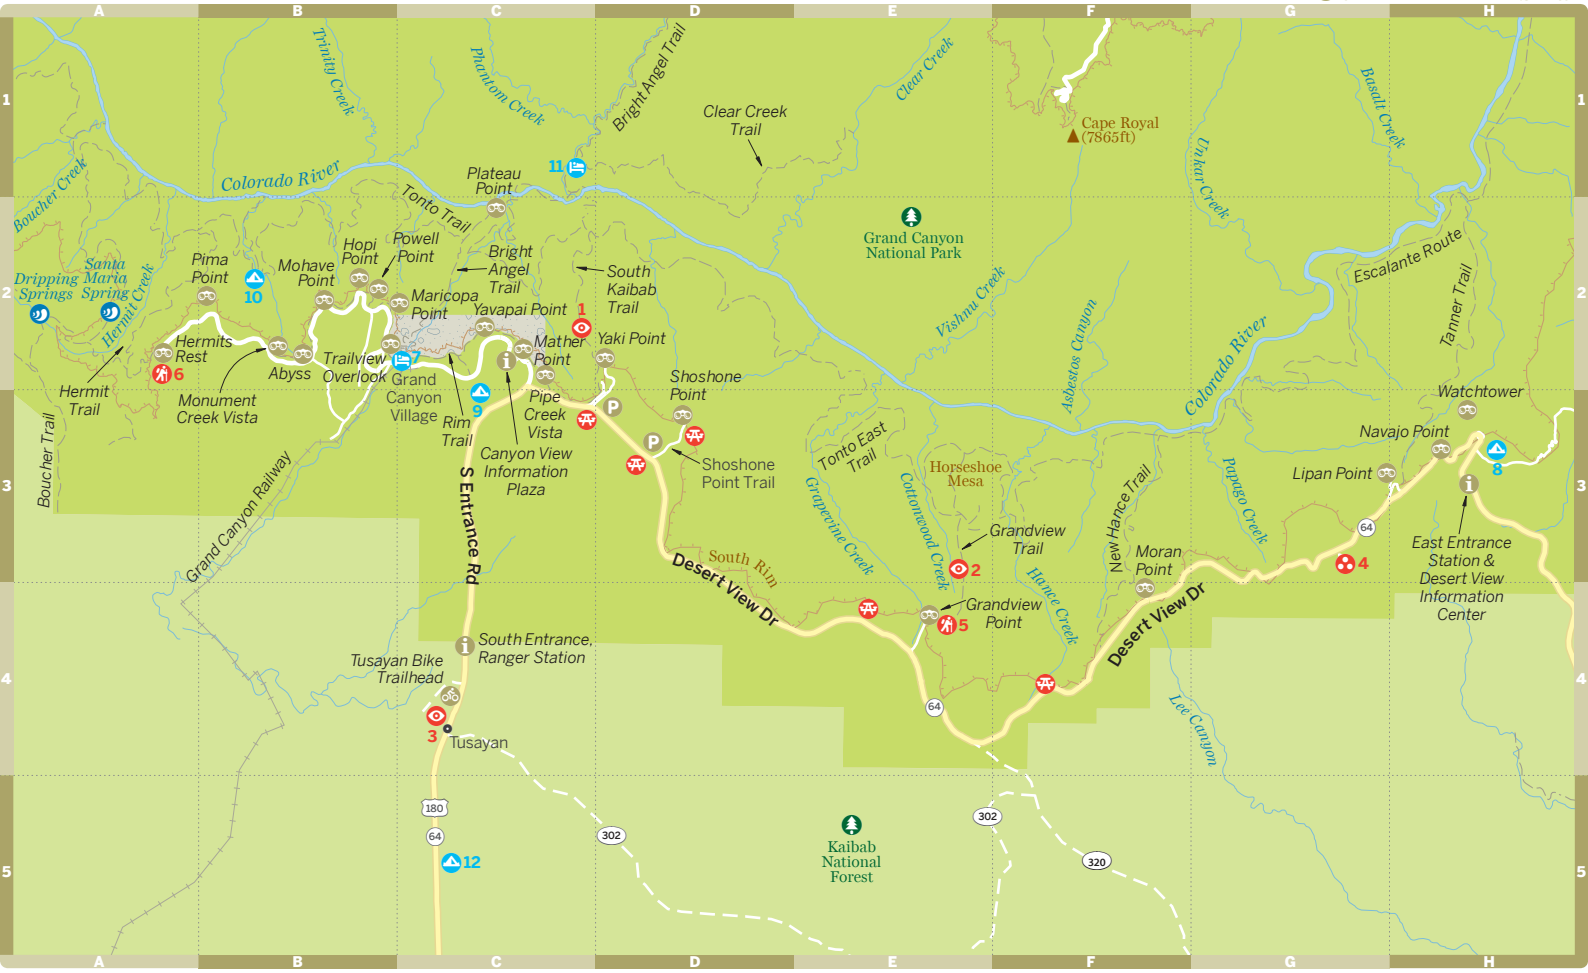 A B C D E F G H
1
1
Trinity Creek
Phantom Creek
Bright Angel Trail
Clear Creek
Clear Creek
Trail
Cape Royal
(7865ft)
Basalt Creek
Unkar Creek
Boucher Creek
Colorado River
11
Plateau
Point
Tonto Trail
Grand Canyon
National Park
Escalante Route
Tanner Trail
2
2
Dripping
Springs
Santa
Maria
Spring
Hermit Creek
Pima
Point
10
Mohave
Point
Hopi
Point
Powell
Point
Maricopa
Point
Bright
Angel
Trail
South
Kaibab
Trail
1
Yavapai Point
Mather
Point
Yaki Point
Vishnu Creek
Asbestos Canyon
Colorado River
Hermits
Rest
6
Hermit
Trail
Monument
Creek Vista
Abyss
Trailview
Overlook
7
Grand
Canyon
Village
9
Rim
Trail
Pipe
Creek
Vista
Canyon View
Information
Plaza
P
P
Shoshone
Point
Shoshone
Point Trail
Watchtower
Navajo Point
Lipan Point
8
3
3
Boucher Trail
Grand Canyon Railway
S Entrance Rd
Tonto East
Trail
Horseshoe
Mesa
Grapevine Creek
Cottonwood Creek
Grandview
Trail
2
New Hance Trail
Papago Creek
64
4
East Entrance
Station &
Desert View
Information
Center
South Rim
Desert View Dr
Moran
Point
Hance Creek
Grandview
Point
5
Desert View Dr
South Entrance,
Ranger Station
Tusayan Bike
Trailhead
3
Tusayan
64
Lee Canyon
4
4
180
64
12
302
302
320
Kaibab
National
Forest
5
5
A B C D E F G H